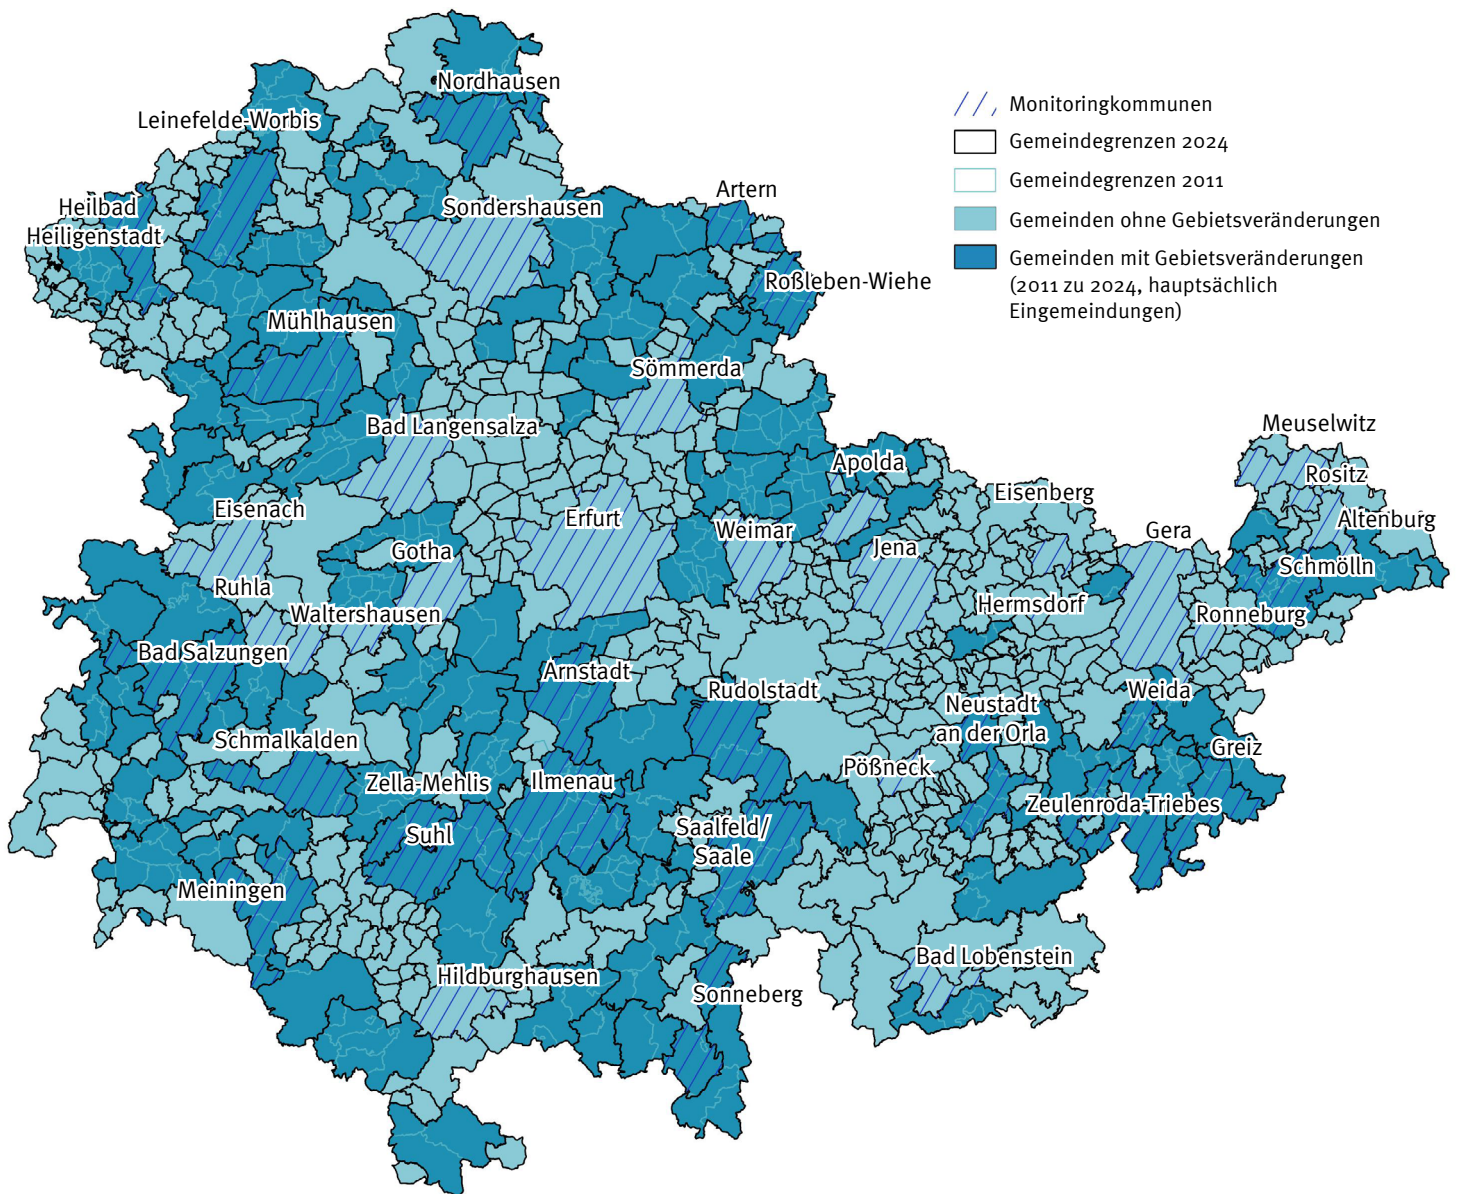 Nordhausen
Leinefelde-Worbis
Heilbad
Heiligenstadt
Sondershausen
Artern
Roßleben-Wiehe
Mühlhausen
Sömmerda
Bad Langensalza
Apolda
Eisenach
Erfurt
Weimar
Eisenberg
Meuselwitz
Rositz
Altenburg
Gotha
Jena
Gera
Schmölln
Ruhla
Waltershausen
Hermsdorf
Ronneburg
Bad Salzungen
Arnstadt
Rudolstadt
Neustadt
an der Orla
Weida
Greiz
Schmalkalden
Zella-Mehlis
Ilmenau
Pößneck
Zeulenroda-Triebes
Suhl
Saalfeld/
Saale
Meiningen
Hildburghausen
Sonneberg
Bad Lobenstein
Monitoringkommunen
Gemeindegrenzen 2024
Gemeindegrenzen 2011
Gemeinden ohne Gebietsveränderungen
Gemeinden mit Gebietsveränderungen
(2011 zu 2024, hauptsächlich
Eingemeindungen)